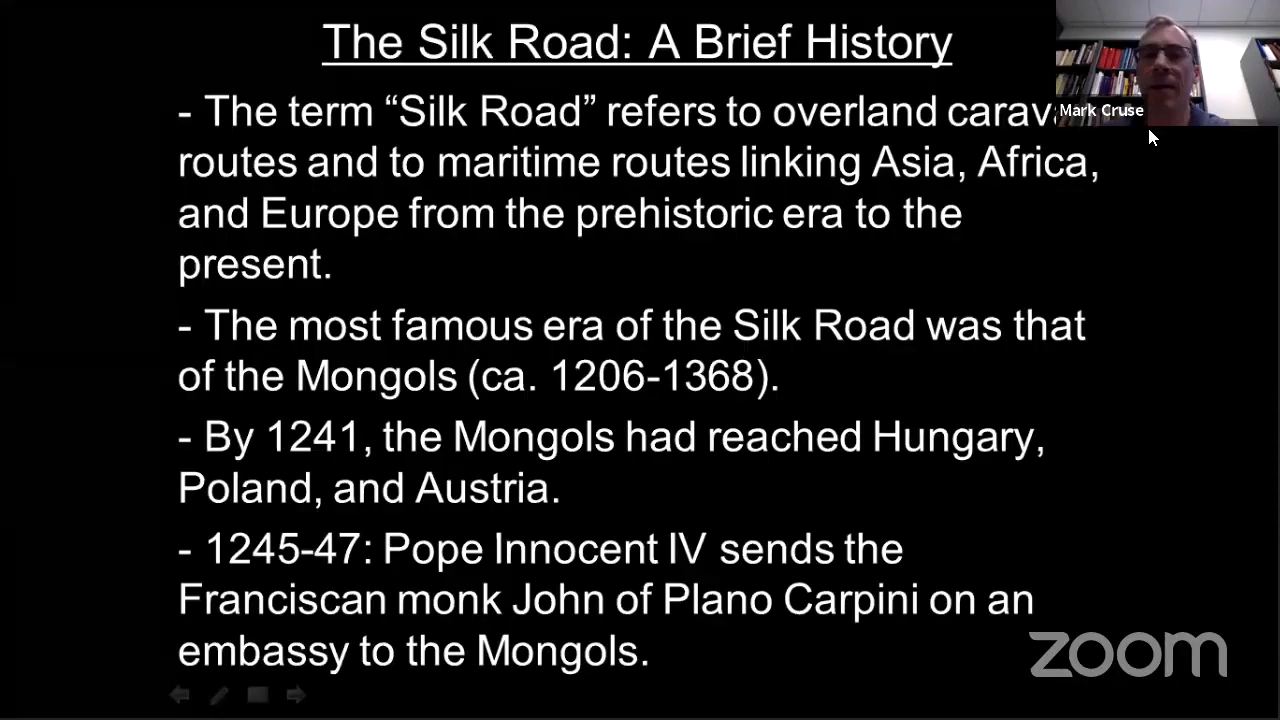 The Silk Road: A Brief History
- The term “Silk Road” refers to overland carav
routes and to maritime routes linking Asia, Africa,
and Europe from the prehistoric era to the
present.
- The most famous era of the Silk Road was that
of the Mongols (ca. 1206-1368).
- By 1241, the Mongols had reached Hungary,
Poland, and Austria.
- 1245-47: Pope Innocent IV sends the
Franciscan monk John of Plano Carpini on an
embassy to the Mongols.
Mark Cruse
zoom